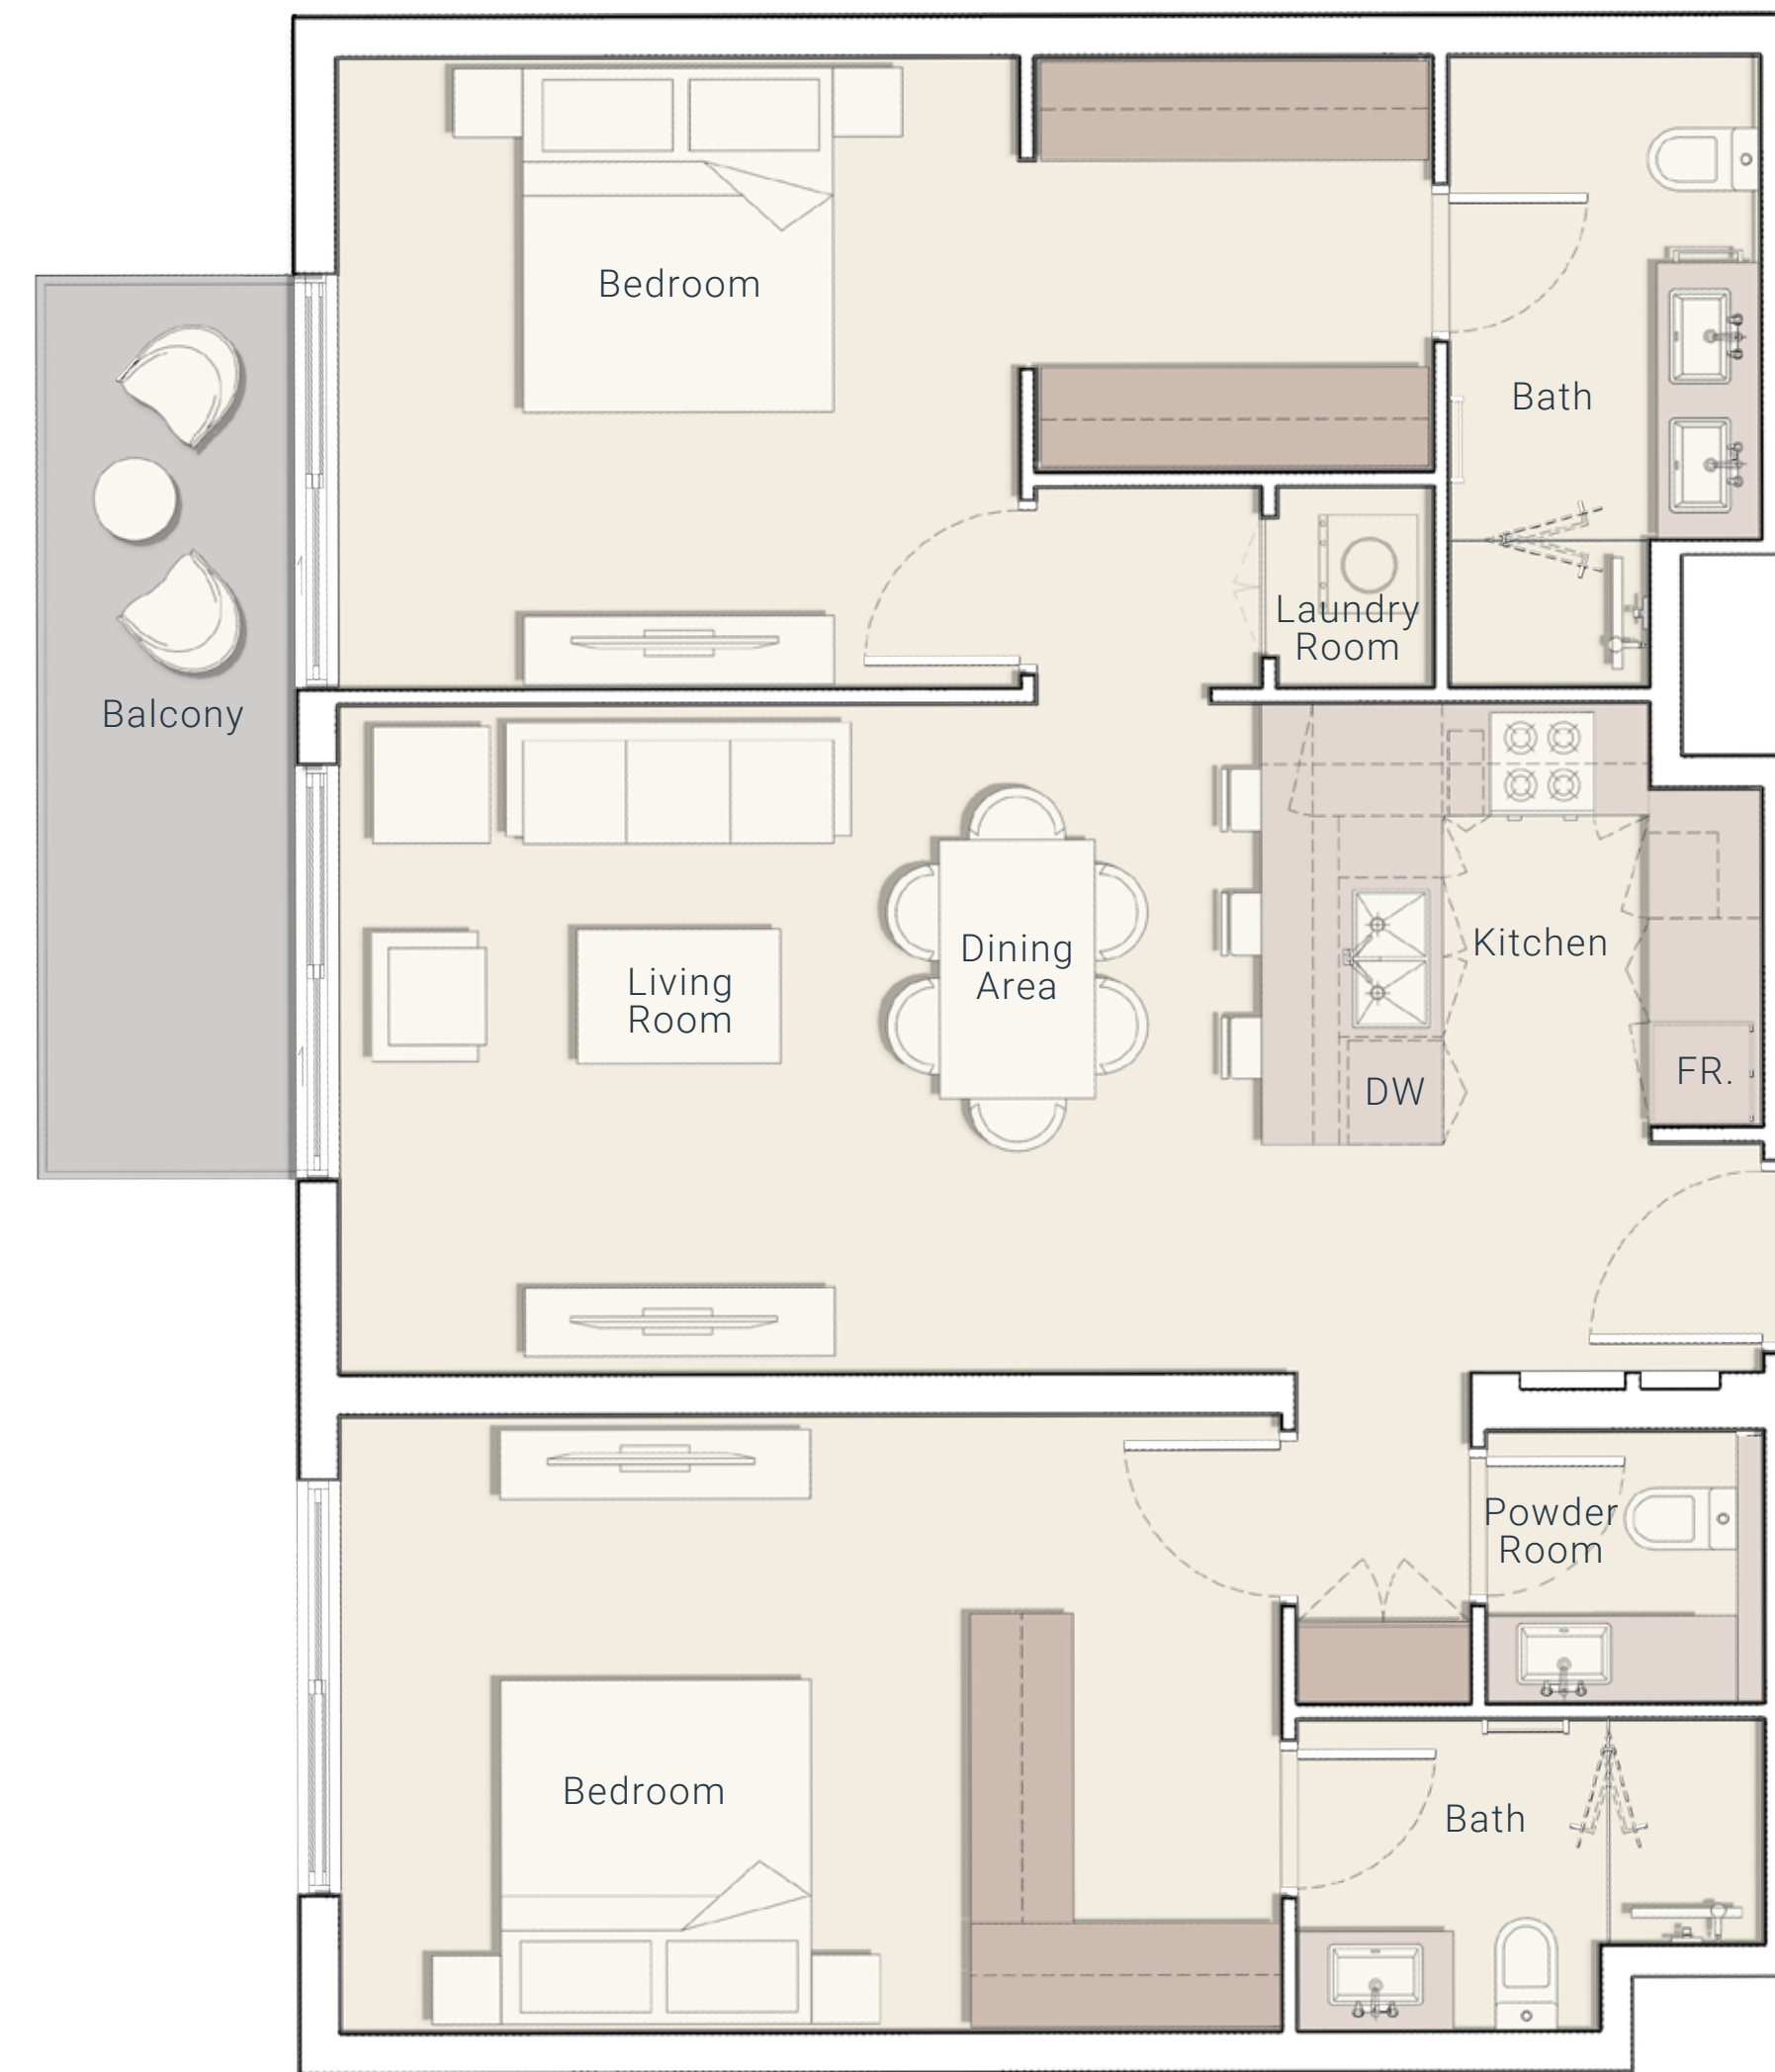 Bedroom
Bath
Laundry
Room
Balcony
Living
Room
Dining
Area
Kitchen
DW
FR.
Powder
Room
Bedroom
Bath